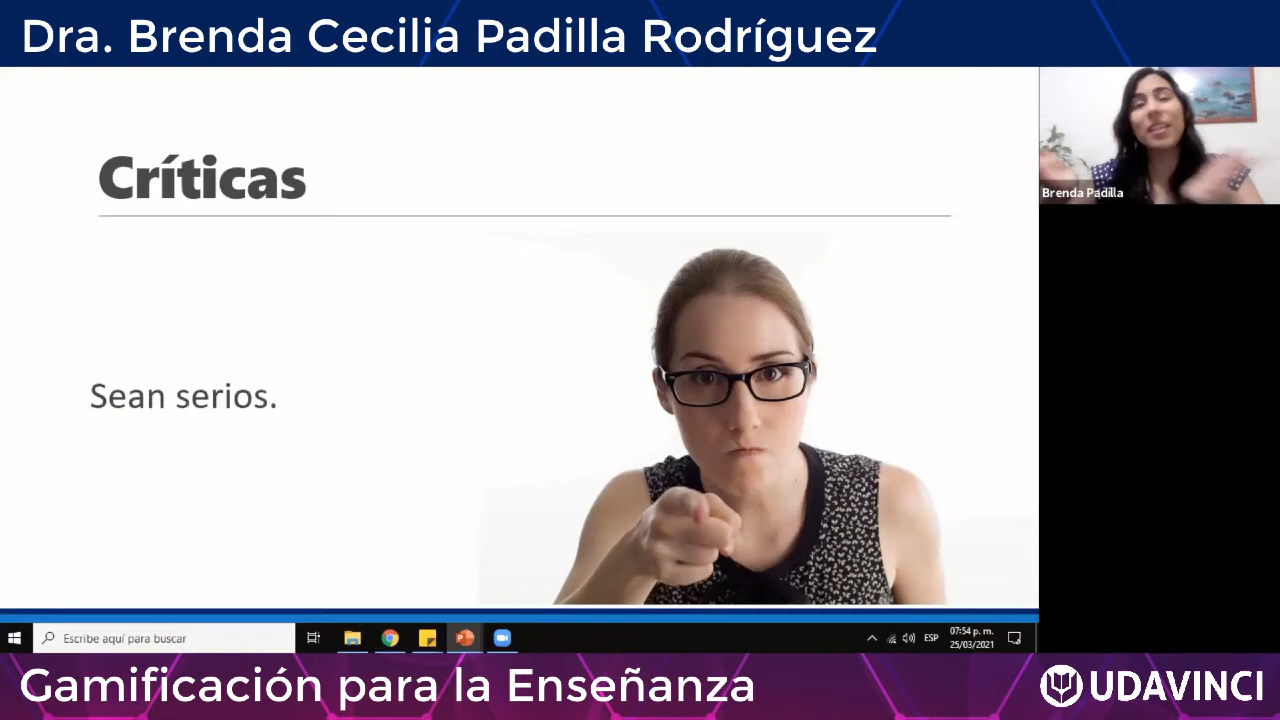 Dra. Brenda Cecilia Padilla Rodríguez
Críticas
Sean serios.
Brenda Padilla
Escribe aquí para buscar
ESP
07:54 p. m.
25/03/2021
Gamificación para la Enseñanza
UDAVINCI